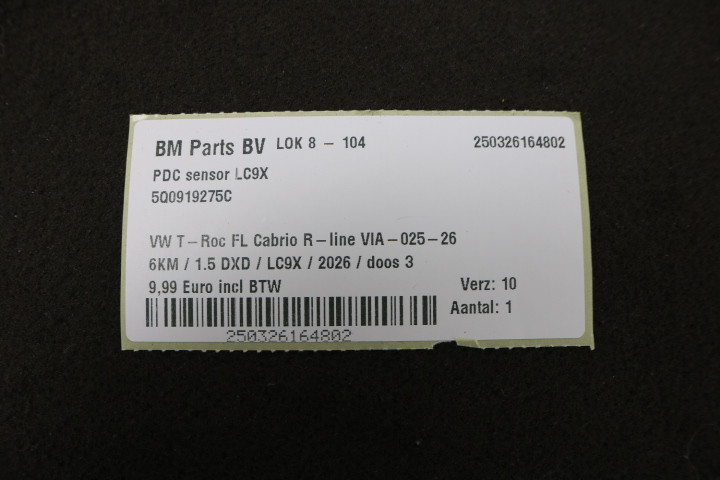 BM Parts BV LOK 8 - 104 250326164802
PDC sensor LC9X
5Q0919275C
VW T-Roc FL Cabrio R-line VIA-025-26
6KM / 1.5 DXD / LC9X / 2026 / doos 3
9,99 Euro incl BTW Verz: 10
Aantal: 1
250326164802